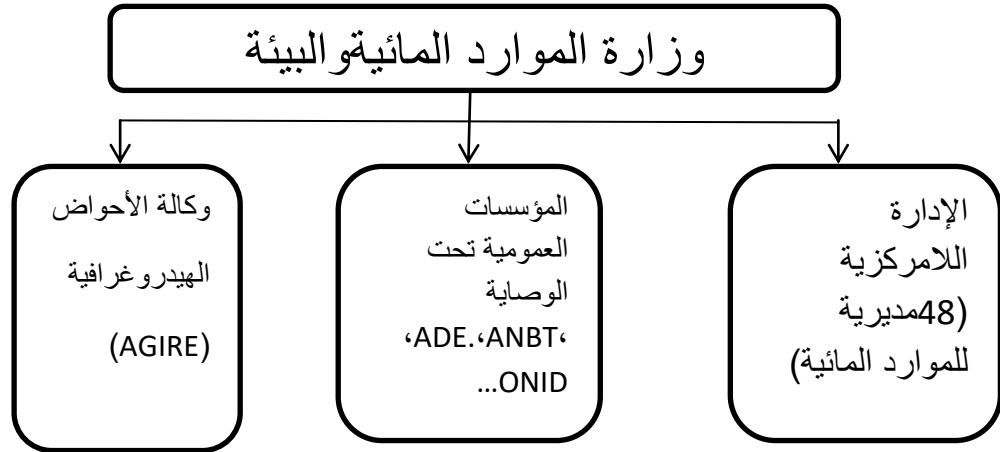 وزارة الموارد المائيةوالبيئة
الإدارة
اللامركزية
(48مديرية
للموارد المائية)
المؤسسات
العمومية تحت
الوصاية
،ADE.،ANBT،
ONID...
وكالة الأحواض
الهيدروغرافية
(AGIRE)